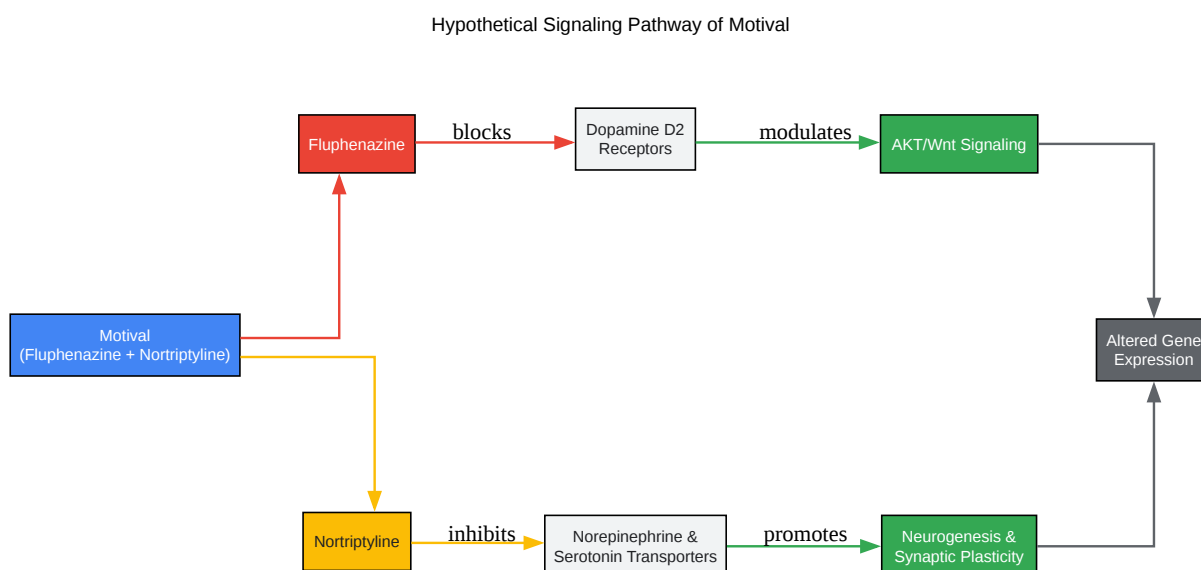 Hypothetical Signaling Pathway of Motival
Fluphenazine
blocks
Dopamine D2
Receptors
modulates
AKT/Wnt Signaling
Motival
(Fluphenazine + Nortriptyline)
Altered Gene
Expression
Nortriptyline
inhibits
Norepinephrine &
Serotonin Transporters
promotes
Neurogenesis &
Synaptic Plasticity